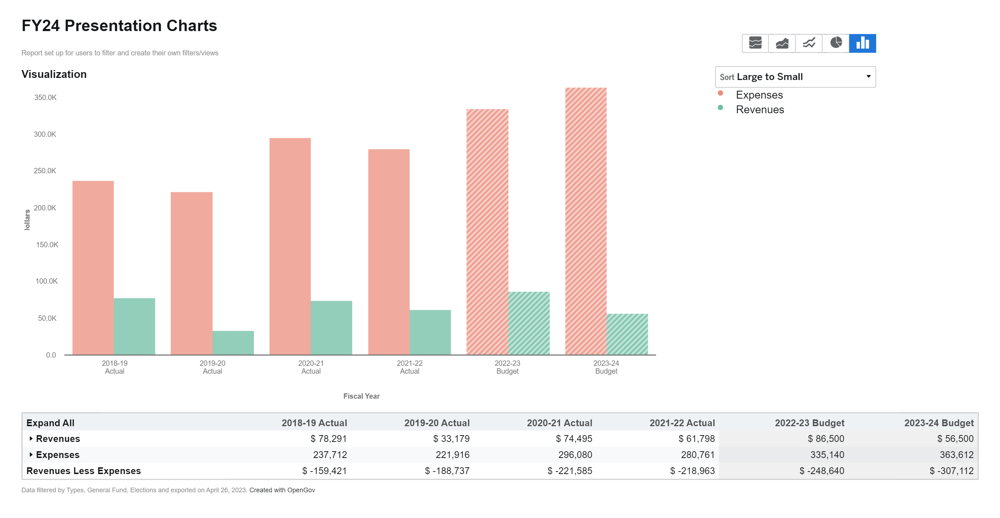 FY24 Presentation Charts
Report set up for users to filter and create their own filters/views
Visualization
Sort Large to Small
Expenses
Revenues
350.0K
300.0K
250.0K
200.0K
150.0K
100.0K
50.0K
0.0
2018-19 Actual
2019-20 Actual
2020-21 Actual
2021-22 Actual
2022-23 Budget
2023-24 Budget
Fiscal Year
Expand All 2018-19 Actual 2019-20 Actual 2020-21 Actual 2021-22 Actual 2022-23 Budget 2023-24 Budget
Revenues $ 78,291 $ 33,179 $ 74,495 $ 61,798 $ 86,500 $ 56,500
Expenses 237,712 221,916 296,080 280,761 335,140 363,612
Revenues Less Expenses $ -159,421 $ -188,737 $ -221,585 $ -218,963 $ -248,640 $ -307,112
Data filtered by Types, General Fund, Elections and exported on April 26, 2023. Created with OpenGov